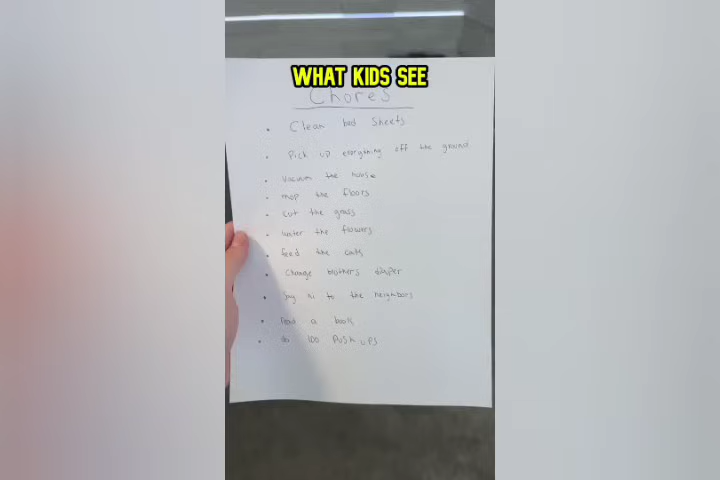 WHAT KIDS SEE
Chores
Clean bed Sheets
Pick up everything off the ground
Vacuum the house
mop the floors
cut the grass
water the flowers
feed the cats
Change brothers diaper
Say hi to the neighbors
Read a book
do 100 PUSH UPS